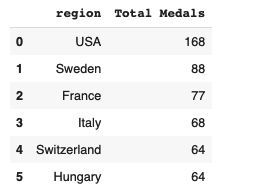 region Total Medals
0 USA 168
1 Sweden 88
2 France 77
3 Italy 68
4 Switzerland 64
5 Hungary 64